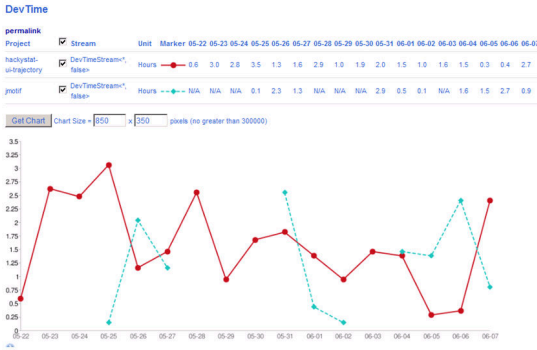 DevTime
permalink
Project Stream Unit Marker 05-22 05-23 05-24 05-25 05-26 05-27 05-28 05-29 05-30 05-31 06-01 06-02 06-03 06-04 06-05 06-06 06-07
hackystat-
ui-trajectory
DevTimeStream<*,
false>
Hours 0.6 3.0 2.8 3.5 1.3 1.6 2.9 1.0 1.9 2.0 1.5 1.0 1.6 1.5 0.3 0.4 2.7
jmotif
DevTimeStream<*,
false>
Hours N/A N/A N/A 0.1 2.3 1.3 N/A N/A N/A 2.9 0.5 0.1 N/A 1.6 1.5 2.7 0.9
Get Chart Chart Size = 850 x 350 pixels (no greater than 300000)
3.5
3.25
3
2.75
2.5
2.25
2
1.75
1.5
1.25
1
0.75
0.5
0.25
0
05-22 05-23 05-24 05-25 05-26 05-27 05-28 05-29 05-30 05-31 06-01 06-02 06-03 06-04 06-05 06-06 06-07